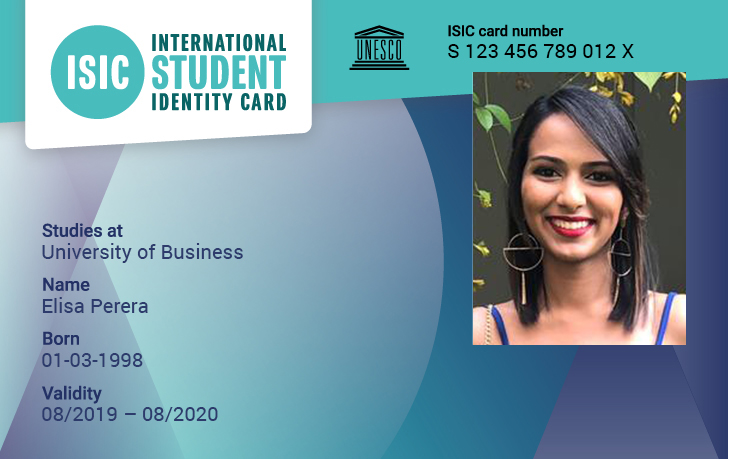 ISIC
INTERNATIONAL
STUDENT
IDENTITY CARD
UNESCO
ISIC card number
S 123 456 789 012 X
Studies at
University of Business
Name
Elisa Perera
Born
01-03-1998
Validity
08/2019 – 08/2020